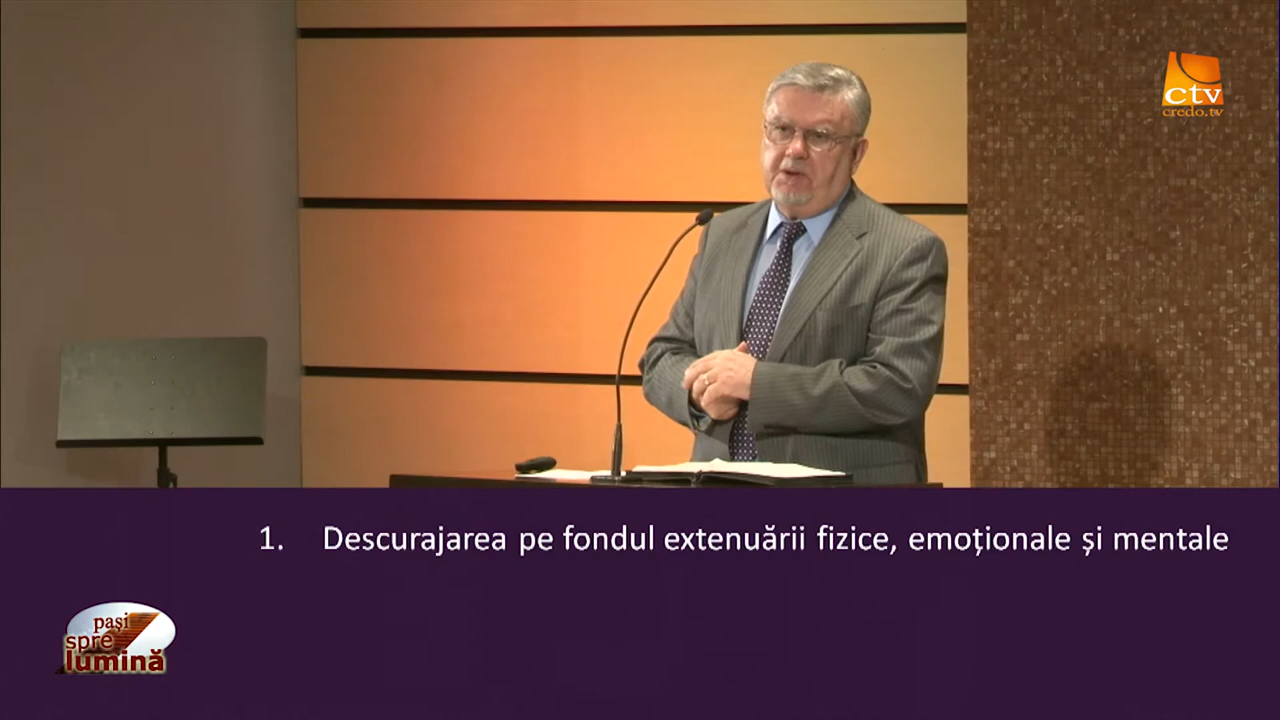 ctv
credo.tv
1. Descurajarea pe fondul extenuării fizice, emoționale și mentale
pași
spre
lumină